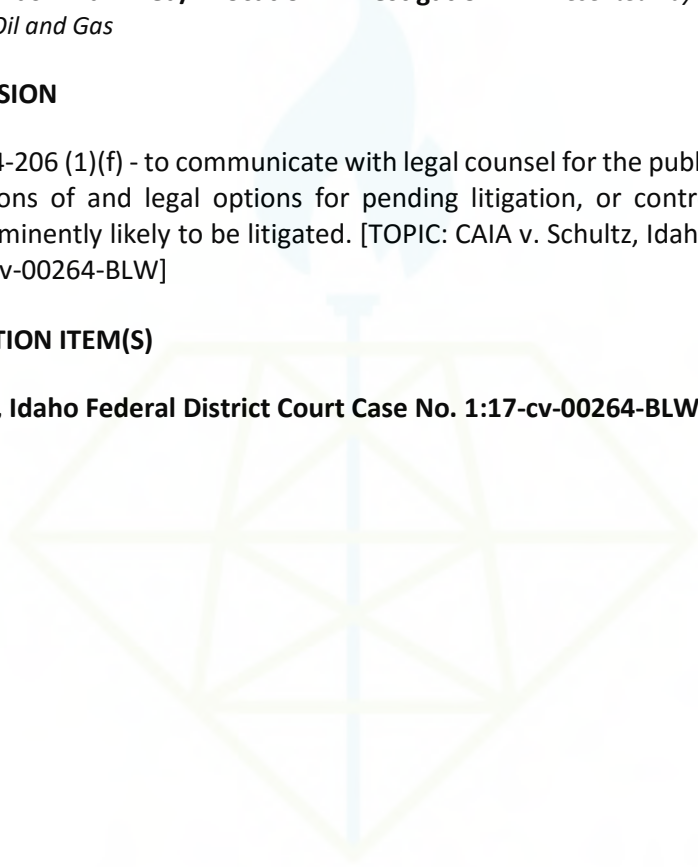 Oil and Gas
SION
4-206 (1)(f) - to communicate with legal counsel for the publ
ons of and legal options for pending litigation, or contr
minently likely to be litigated. [TOPIC: CAIA v. Schultz, Idah
v-00264-BLW]
TION ITEM(S)
, Idaho Federal District Court Case No. 1:17-cv-00264-BLW